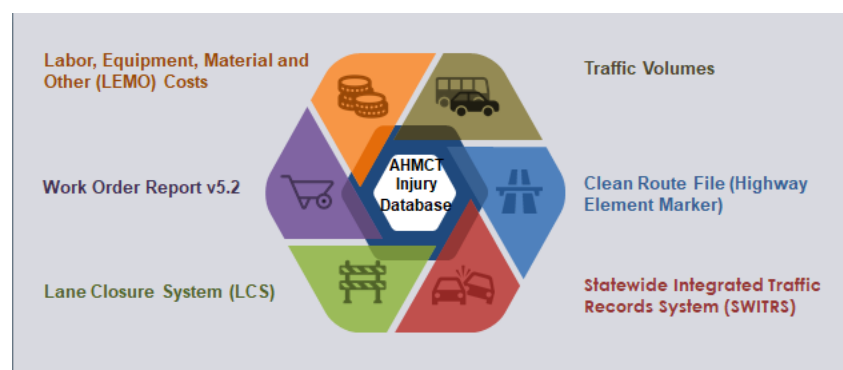 Labor, Equipment, Material and
Other (LEMO) Costs
Traffic Volumes
Work Order Report v5.2
AHMCT
Injury
Database
Clean Route File (Highway
Element Marker)
Lane Closure System (LCS)
Statewide Integrated Traffic
Records System (SWITRS)